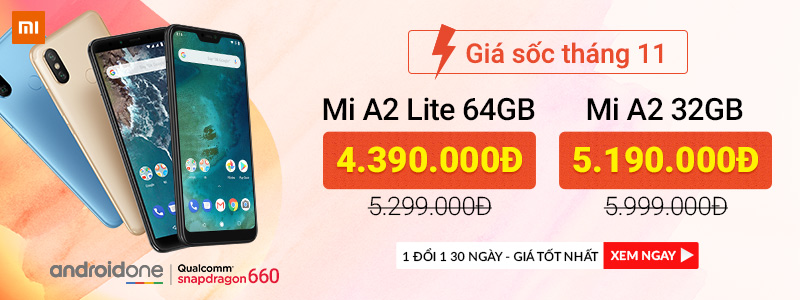 mi
Giá sốc tháng 11
Mi A2 Lite 64GB
4.390.000Đ
5.299.000Đ
Mi A2 32GB
5.190.000Đ
5.999.000Đ
1 ĐỔI 1 30 NGÀY - GIÁ TỐT NHẤT
XEM NGAY
androidone
Qualcomm
snapdragon 660